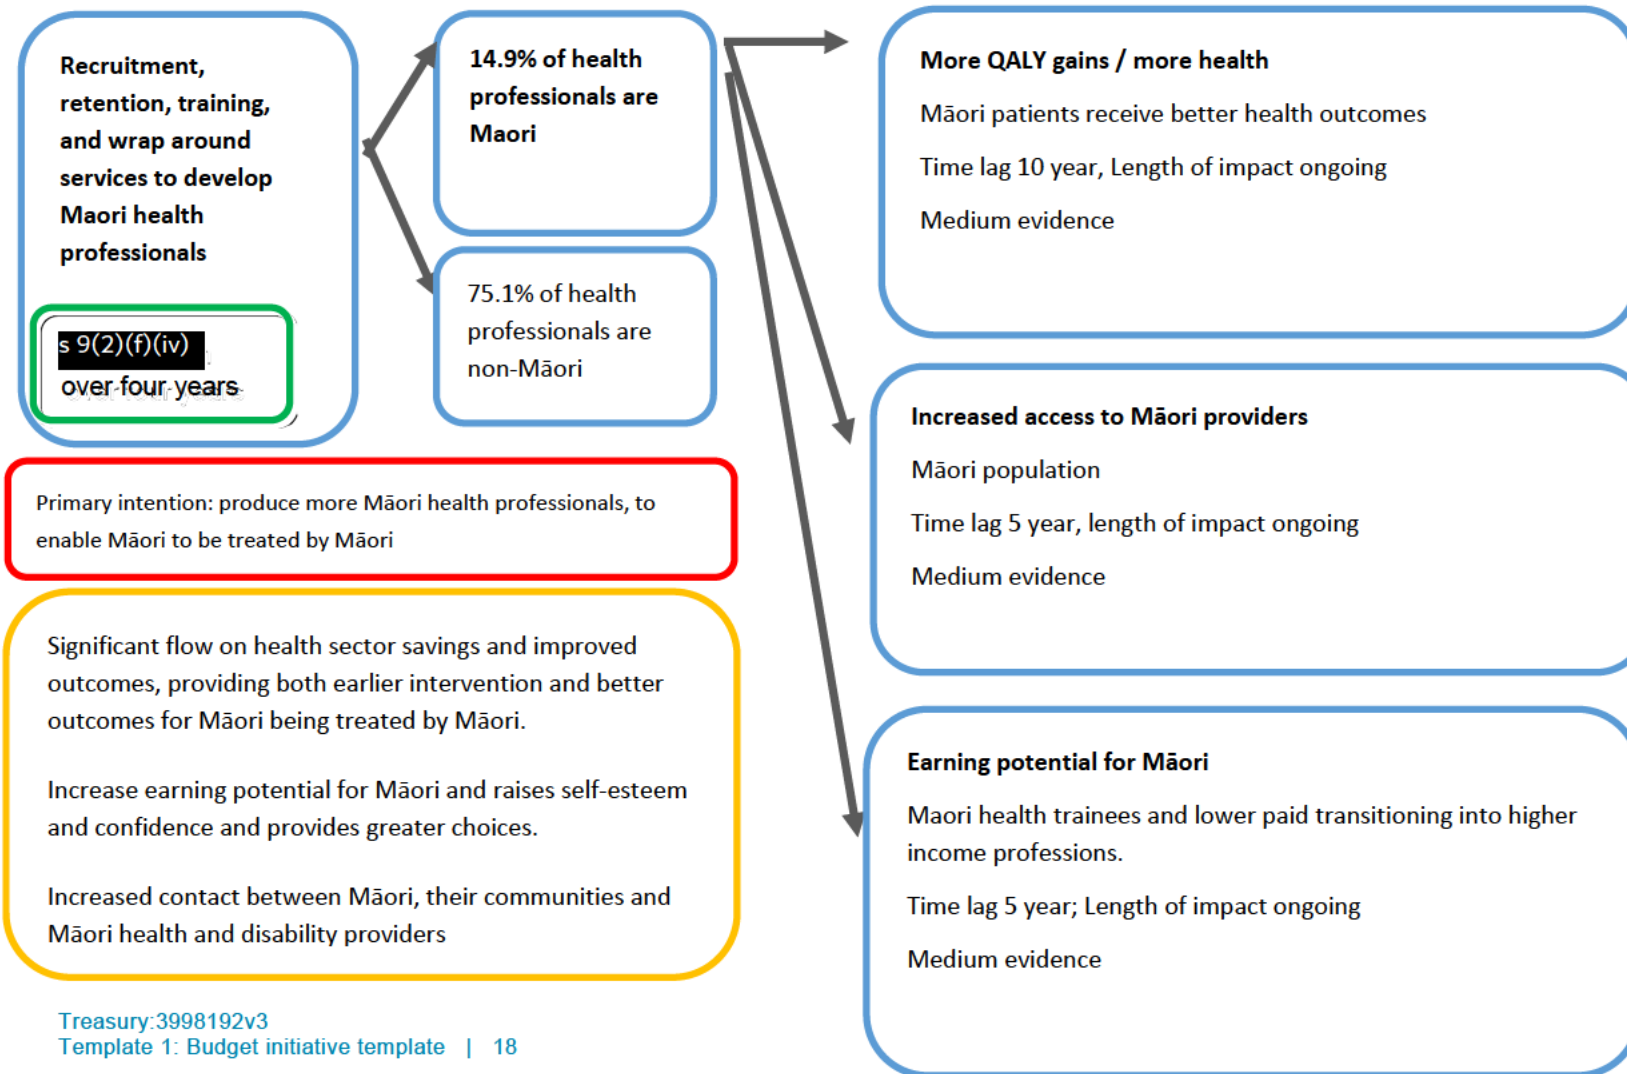 Recruitment,
retention, training,
and wrap around
services to develop
Maori health
professionals
s 9(2)(f)(iv)
over four years
14.9% of health
professionals are
Maori
75.1% of health
professionals are
non-Māori
Primary intention: produce more Māori health professionals, to
enable Māori to be treated by Māori
Significant flow on health sector savings and improved
outcomes, providing both earlier intervention and better
outcomes for Māori being treated by Māori.
Increase earning potential for Māori and raises self-esteem
and confidence and provides greater choices.
Increased contact between Māori, their communities and
Māori health and disability providers
More QALY gains / more health
Māori patients receive better health outcomes
Time lag 10 year, Length of impact ongoing
Medium evidence
Increased access to Māori providers
Māori population
Time lag 5 year, length of impact ongoing
Medium evidence
Earning potential for Māori
Maori health trainees and lower paid transitioning into higher
income professions.
Time lag 5 year; Length of impact ongoing
Medium evidence
Treasury:3998192v3
Template 1: Budget initiative template | 18